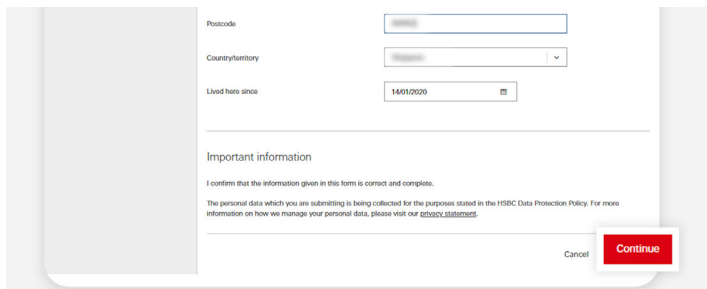 Postcode
Country/territory
Lived here since
14/01/2020
Important information
I confirm that the information given in this form is correct and complete.
The personal data which you are submitting is being collected for the purposes stated in the HSBC Data Protection Policy. For more
information on how we manage your personal data, please visit our privacy statement.
Cancel
Continue